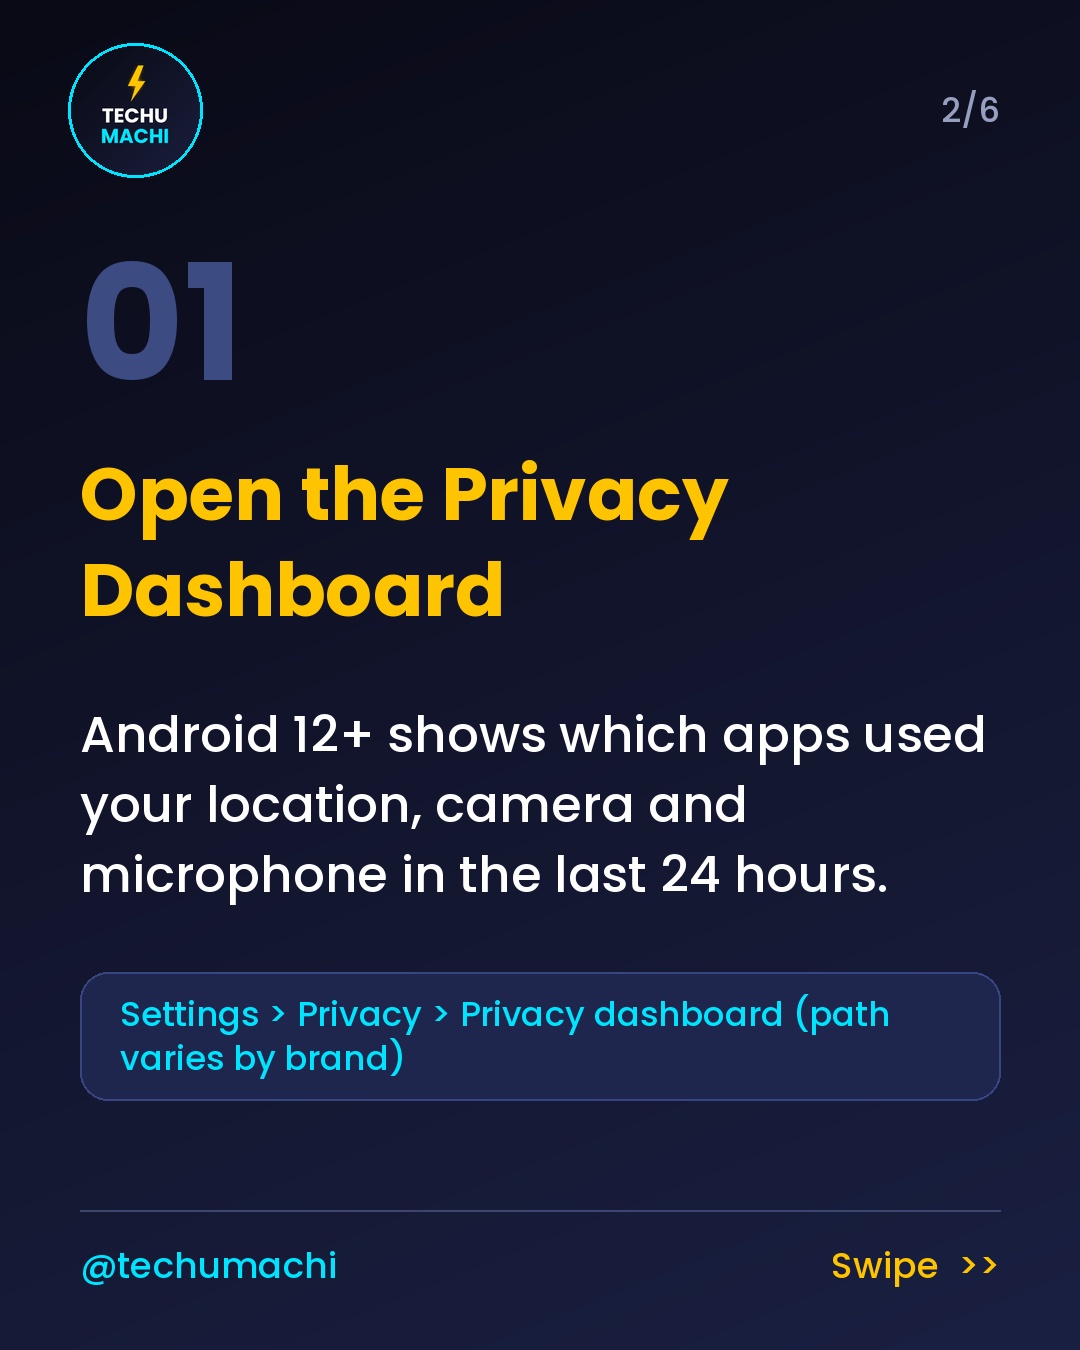 TECHU
MACHI
2/6
01
Open the Privacy
Dashboard
Android 12+ shows which apps used
your location, camera and
microphone in the last 24 hours.
Settings > Privacy > Privacy dashboard (path
varies by brand)
@techumachi
Swipe >>